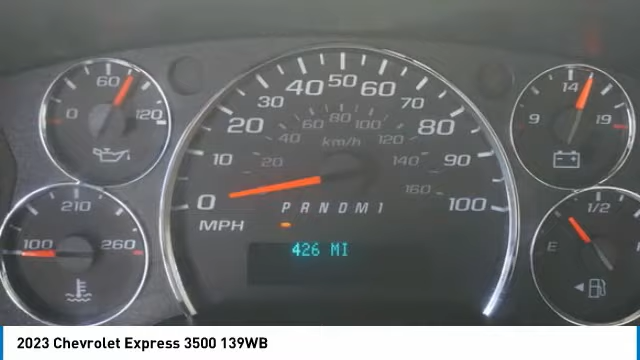 40 50 60
30 70
20 80
10 90
0 100
MPH
60 80 100
40 120
20 140
160
km/h
PRNDM1
426 MI
0 60 120
9 14 19
100 210 260
E 1/2
2023 Chevrolet Express 3500 139WB